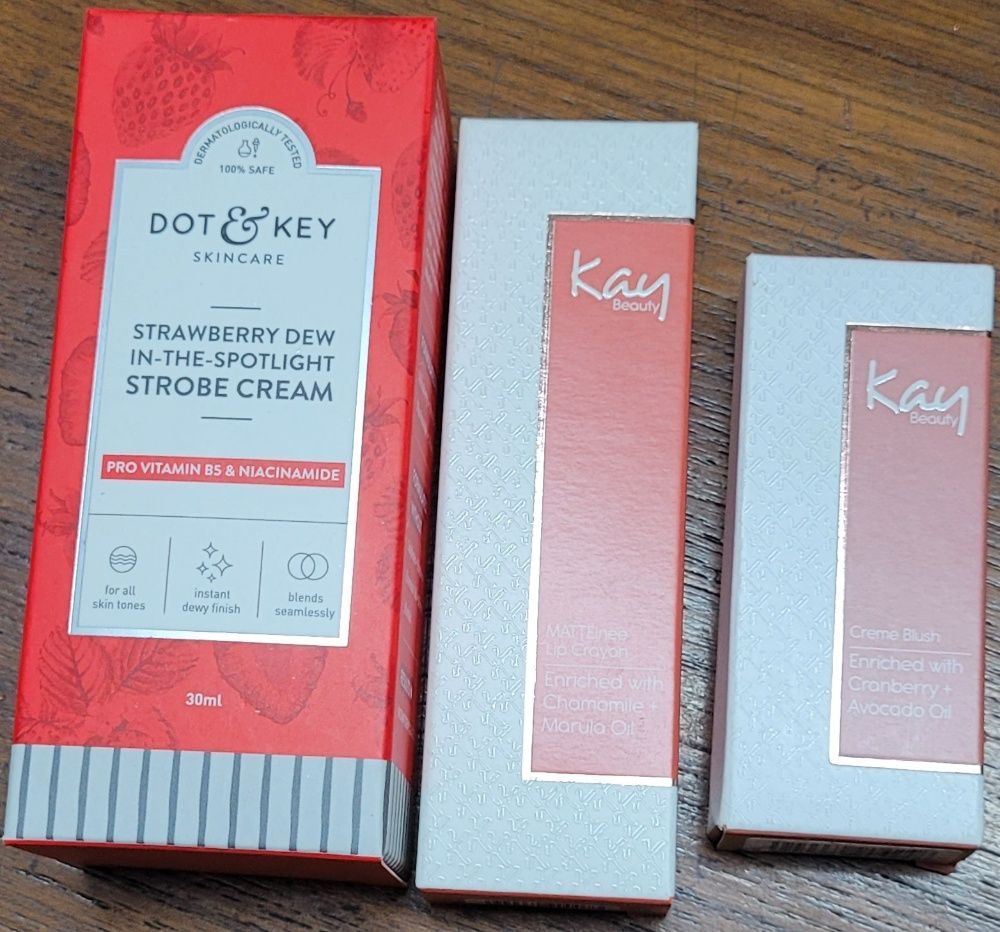 DERMATOLOGICALLY TESTED
100% SAFE
DOT & KEY
SKINCARE
STRAWBERRY DEW
IN-THE-SPOTLIGHT
STROBE CREAM
PRO VITAMIN B5 & NIACINAMIDE
for all
skin tones
instant
dewy finish
blends
seamlessly
30ml
Kay
Beauty
MATTEinee
Lip Crayon
Enriched with
Chamomile +
Marula Oil
Kay
Beauty
Creme Blush
Enriched with
Cranberry +
Avocado Oil